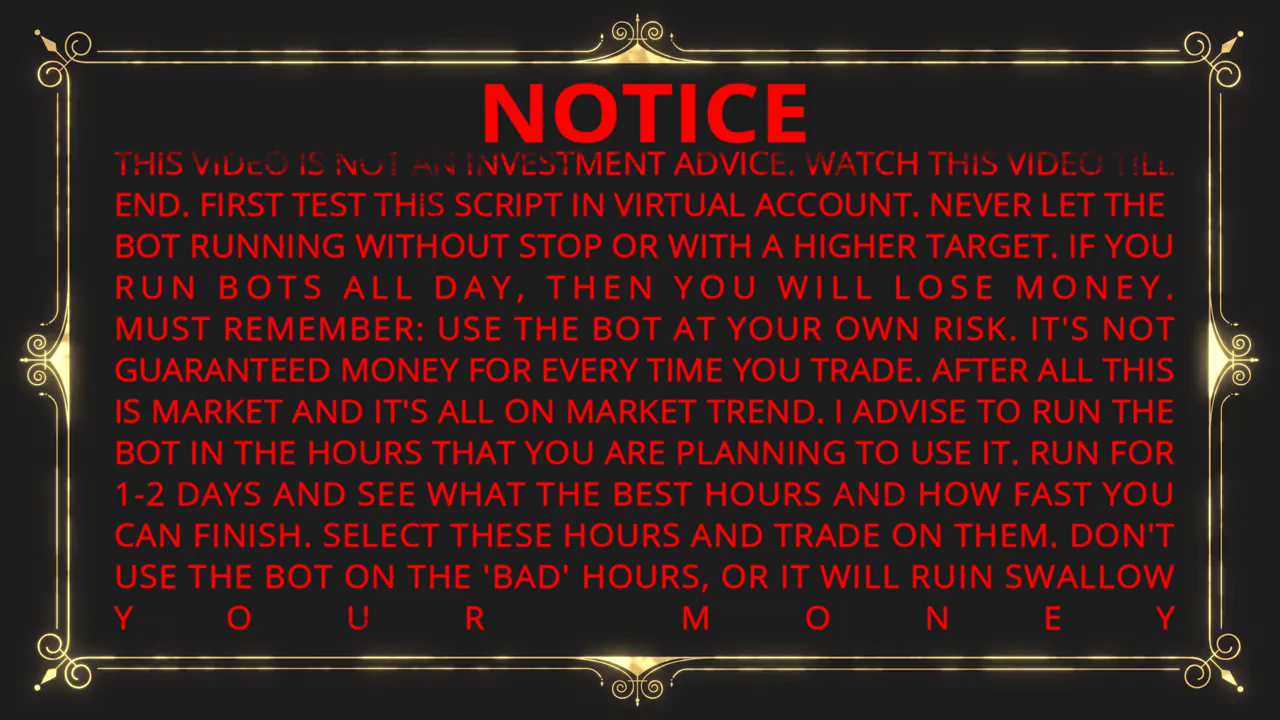 NOTICE
THIS VIDEO IS NOT AN INVESTMENT ADVICE. WATCH THIS VIDEO TILL
END. FIRST TEST THIS SCRIPT IN VIRTUAL ACCOUNT. NEVER LET THE
BOT RUNNING WITHOUT STOP OR WITH A HIGHER TARGET. IF YOU
RUN BOTS ALL DAY, THEN YOU WILL LOSE MONEY.
MUST REMEMBER: USE THE BOT AT YOUR OWN RISK. IT'S NOT
GUARANTEED MONEY FOR EVERY TIME YOU TRADE. AFTER ALL THIS
IS MARKET AND IT'S ALL ON MARKET TREND. I ADVISE TO RUN THE
BOT IN THE HOURS THAT YOU ARE PLANNING TO USE IT. RUN FOR
1-2 DAYS AND SEE WHAT THE BEST HOURS AND HOW FAST YOU
CAN FINISH. SELECT THESE HOURS AND TRADE ON THEM. DON'T
USE THE BOT ON THE 'BAD' HOURS, OR IT WILL RUIN SWALLOW
YOUR MONEY